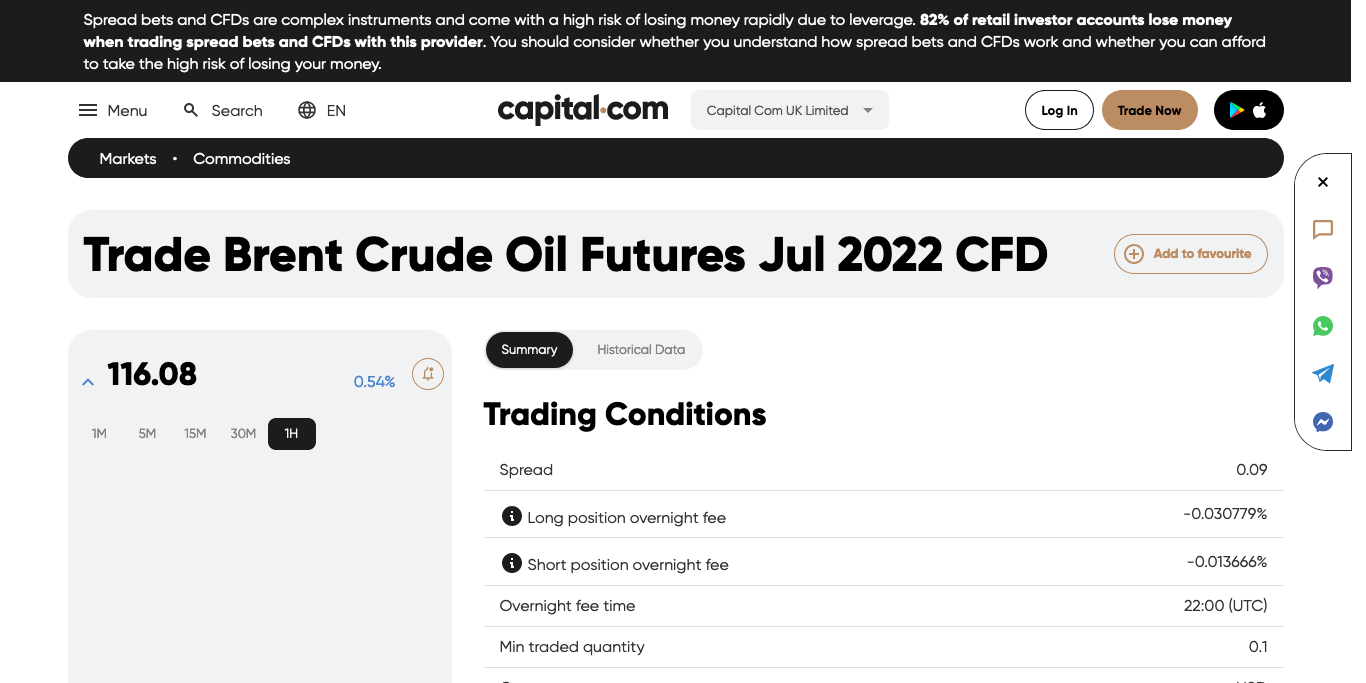 Spread bets and CFDs are complex instruments and come with a high risk of losing money rapidly due to leverage. 82% of retail investor accounts lose money
when trading spread bets and CFDs with this provider. You should consider whether you understand how spread bets and CFDs work and whether you can afford
to take the high risk of losing your money.
Menu Search EN capital.com Capital Com UK Limited Log In Trade Now
Markets • Commodities
Trade Brent Crude Oil Futures Jul 2022 CFD Add to favourite
116.08 0.54%
1M 5M 15M 30M 1H
Summary Historical Data
Trading Conditions
Spread 0.09
Long position overnight fee -0.030779%
Short position overnight fee -0.013666%
Overnight fee time 22:00 (UTC)
Min traded quantity 0.1